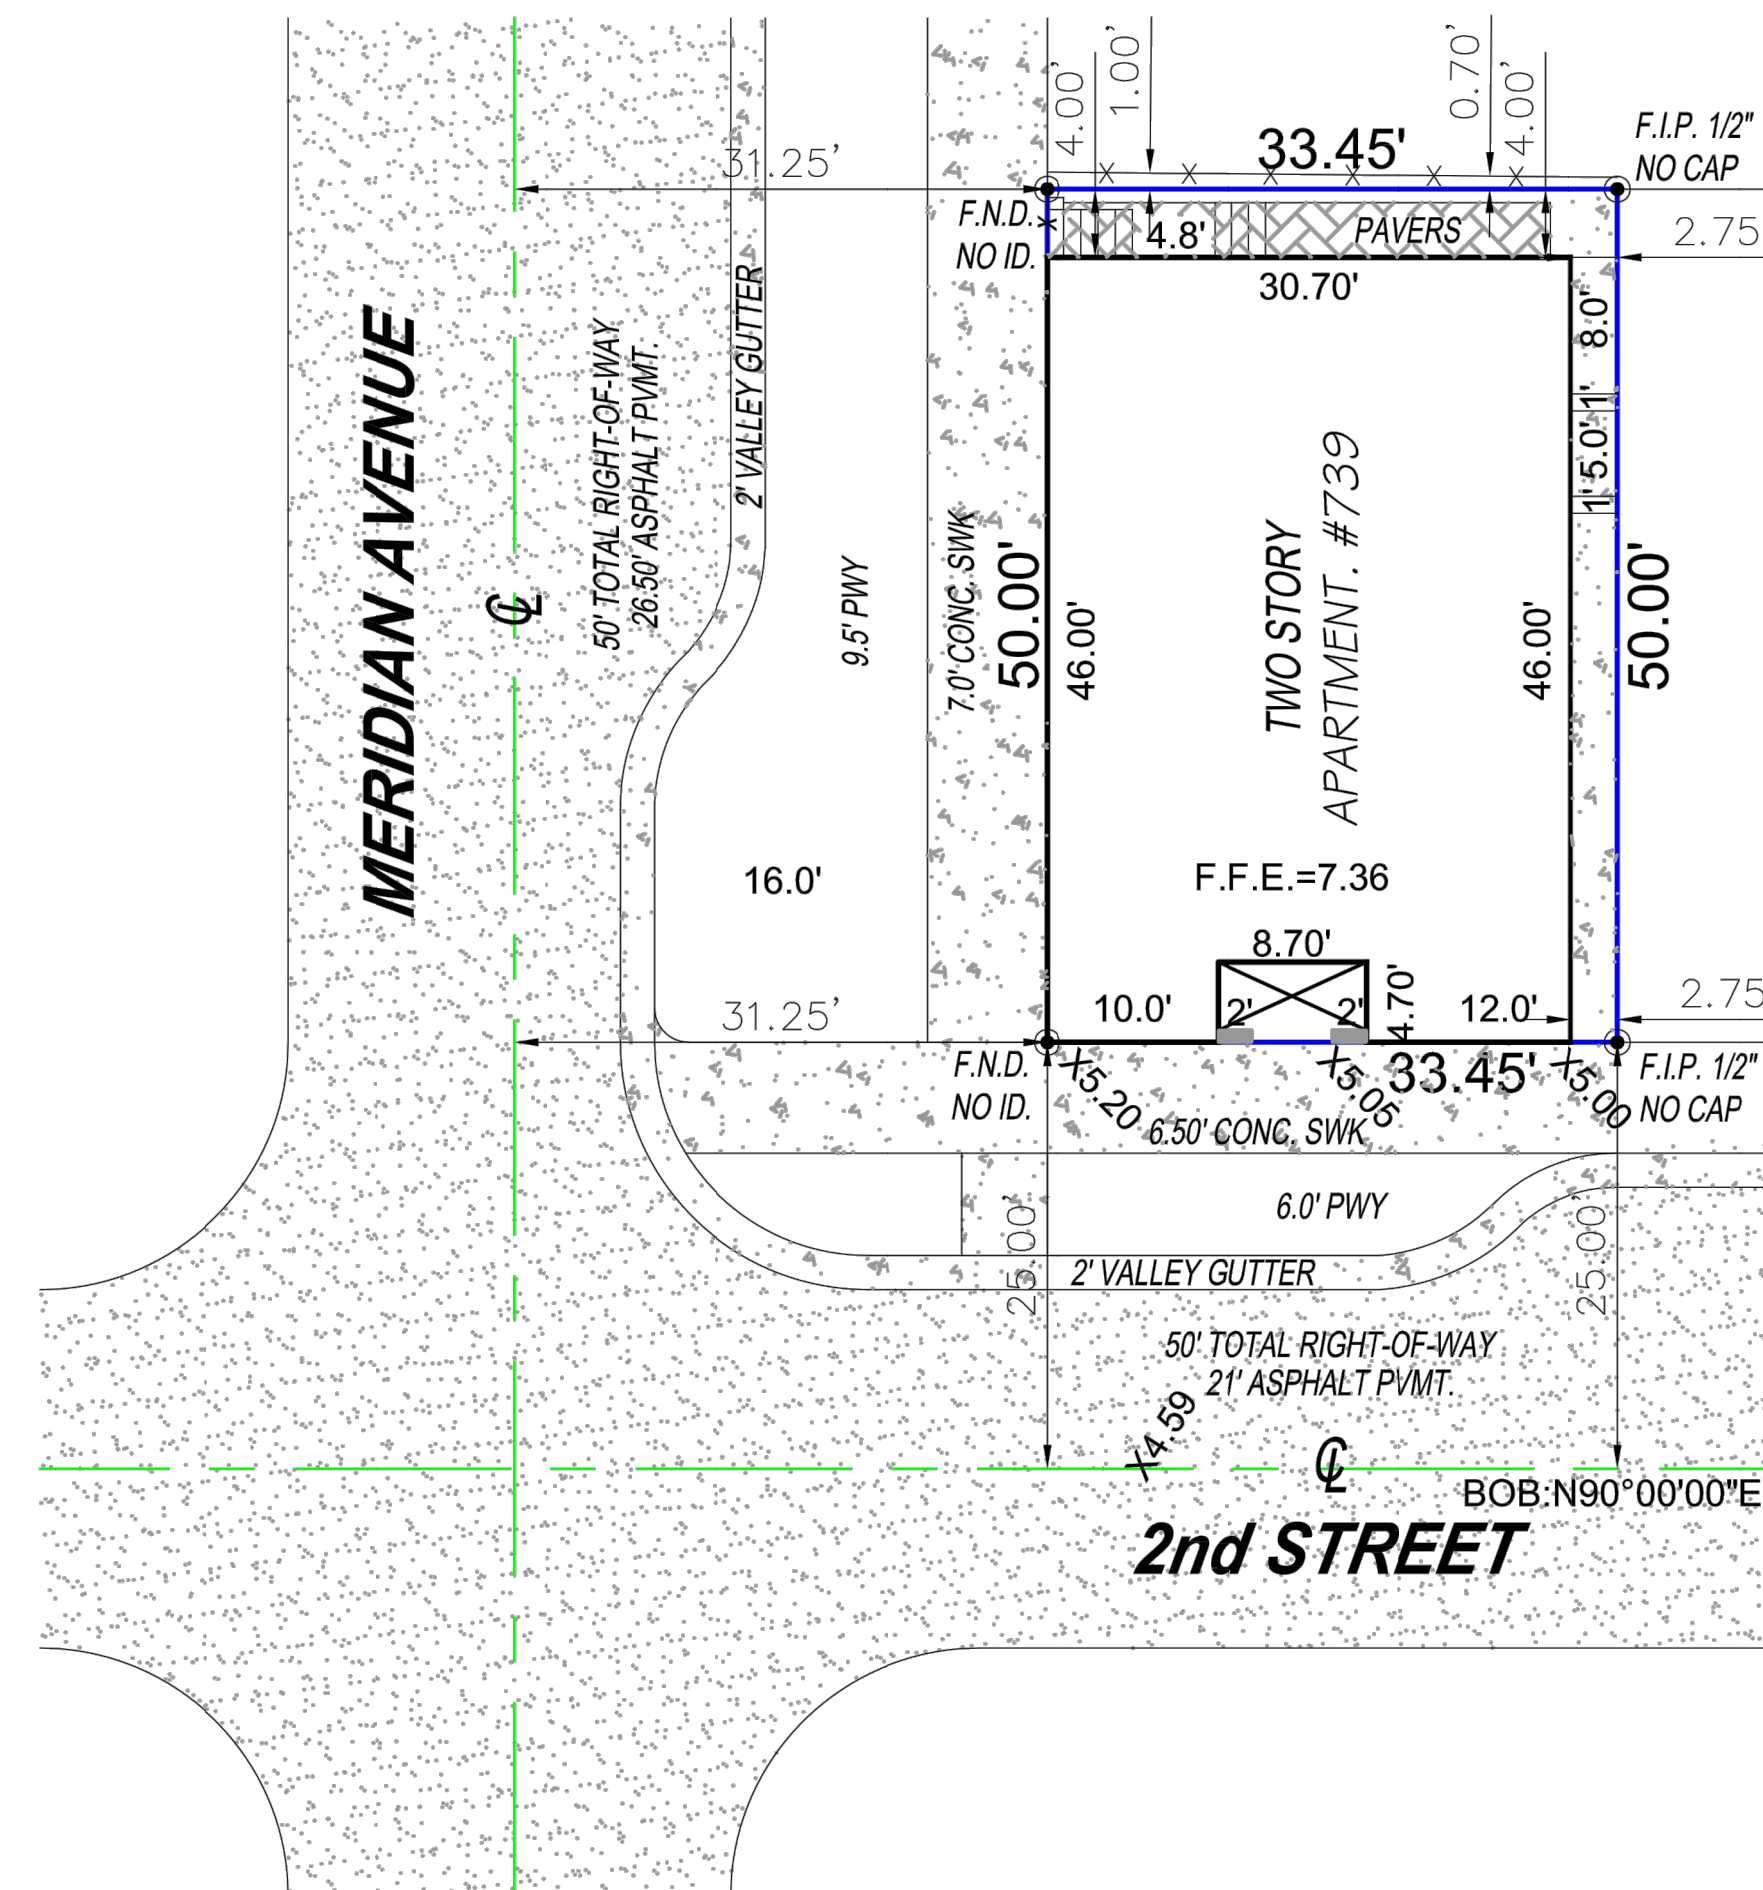 4.00'
1.00'
0.70'
4.00'
33.45'
F.I.P. 1/2"
NO CAP
31.25'
F.N.D.
NO ID.
4.8'
PAVERS
2.75
30.70'
8.0'
1'
5.0'
1'
MERIDIAN AVENUE
50' TOTAL RIGHT-OF-WAY
26.50' ASPHALT PVMT.
2' VALLEY GUTTER
9.5' PWY
7.0' CONC. SWK
50.00'
46.00'
TWO STORY
APARTMENT. #739
46.00'
50.00'
16.0'
F.F.E.=7.36
8.70'
4.70'
10.0'
2'
2'
12.0'
2.75
31.25'
F.N.D.
NO ID.
X5.20
X5.05
33.45'
X5.00
F.I.P. 1/2"
NO CAP
6.50' CONC. SWK
6.0' PWY
25.00'
25.00'
2' VALLEY GUTTER
50' TOTAL RIGHT-OF-WAY
21' ASPHALT PVMT.
X4.59
BOB:N90°00'00"E
2nd STREET